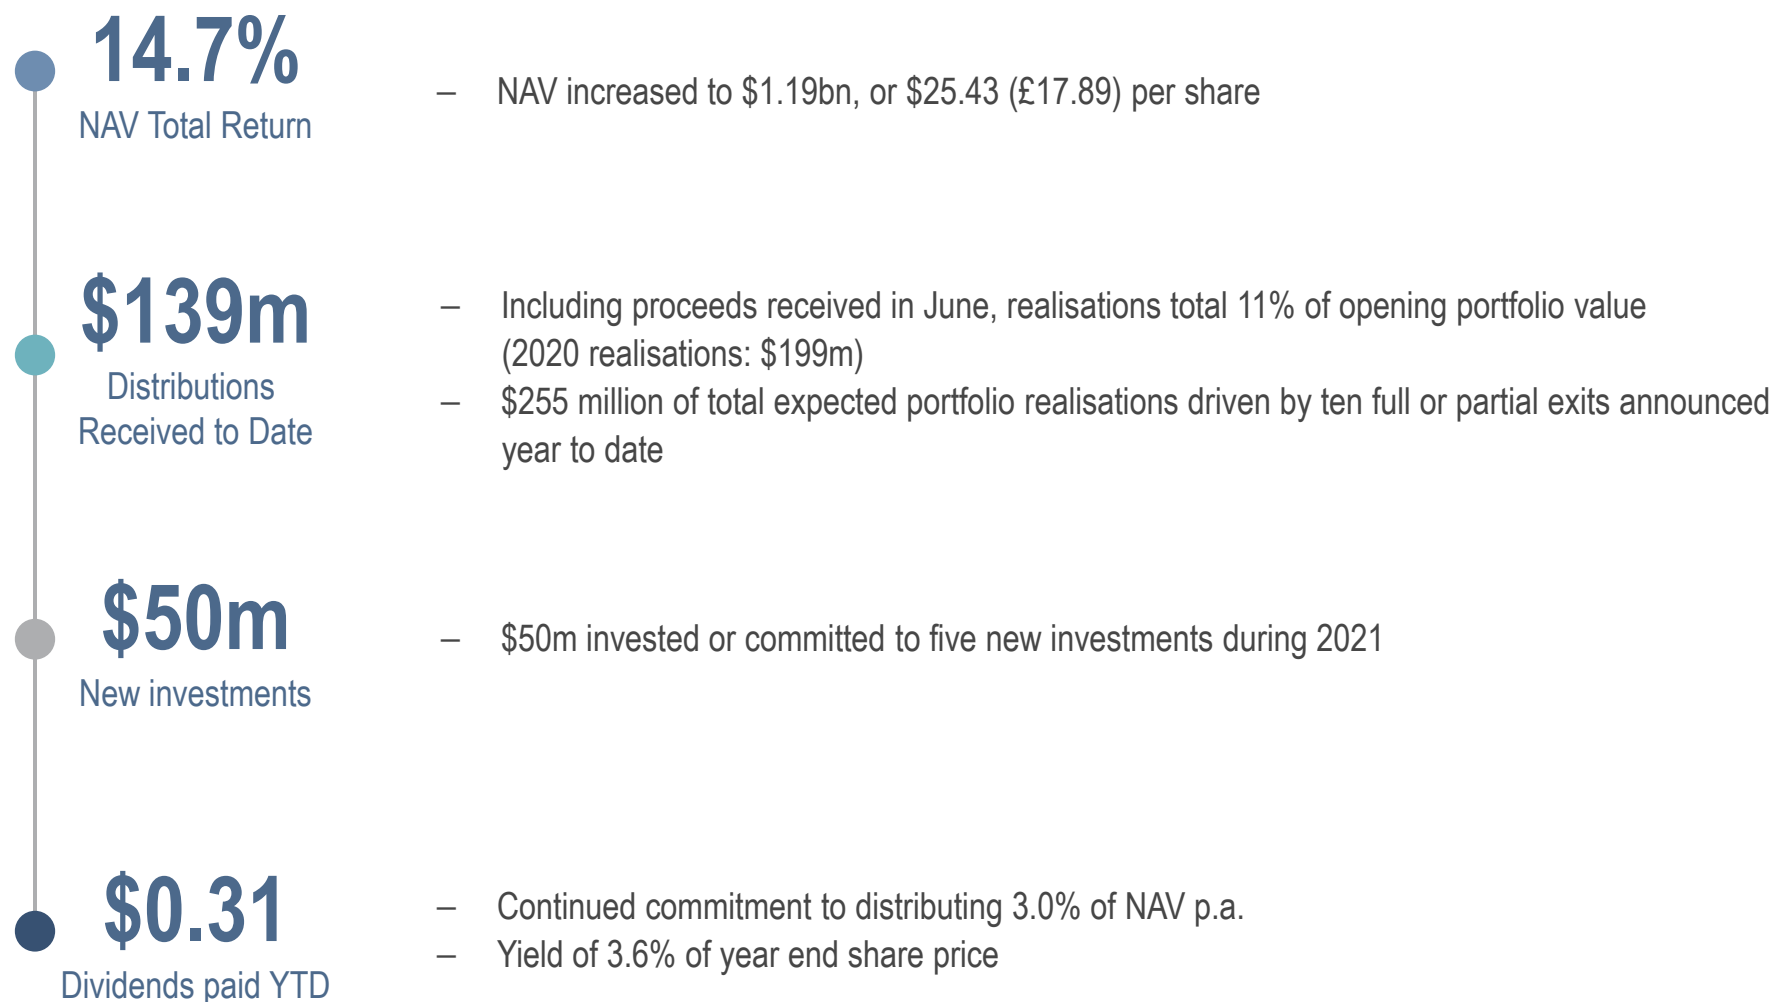 14.7%
NAV Total Return
– NAV increased to $1.19bn, or $25.43 (£17.89) per share
$139m
Distributions
Received to Date
– Including proceeds received in June, realisations total 11% of opening portfolio value
(2020 realisations: $199m)
– $255 million of total expected portfolio realisations driven by ten full or partial exits announced
year to date
$50m
New investments
– $50m invested or committed to five new investments during 2021
$0.31
Dividends paid YTD
– Continued commitment to distributing 3.0% of NAV p.a.
– Yield of 3.6% of year end share price